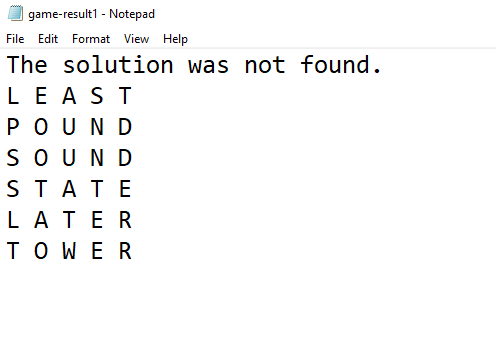 game-result1 - Notepad
File Edit Format View Help
The solution was not found.
L E A S T
P O U N D
S O U N D
S T A T E
L A T E R
T O W E R